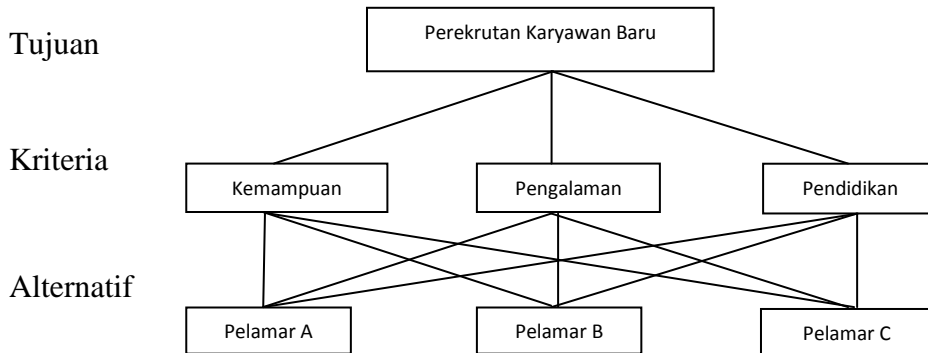 Tujuan
Perekrutan Karyawan Baru
Kriteria
Kemampuan
Pengalaman
Pendidikan
Alternatif
Pelamar A
Pelamar B
Pelamar C